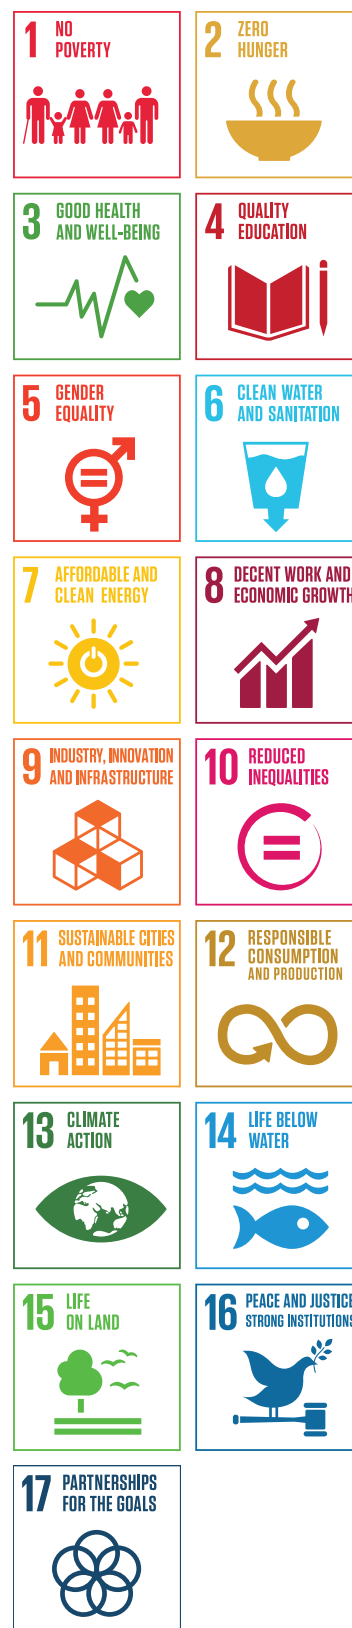 1 NO
POVERTY
2 ZERO
HUNGER
3 GOOD HEALTH
AND WELL-BEING
4 QUALITY
EDUCATION
5 GENDER
EQUALITY
6 CLEAN WATER
AND SANITATION
7 AFFORDABLE AND
CLEAN ENERGY
8 DECENT WORK AND
ECONOMIC GROWTH
9 INDUSTRY, INNOVATION
AND INFRASTRUCTURE
10 REDUCED
INEQUALITIES
11 SUSTAINABLE CITIES
AND COMMUNITIES
12 RESPONSIBLE
CONSUMPTION
AND PRODUCTION
13 CLIMATE
ACTION
14 LIFE BELOW
WATER
15 LIFE
ON LAND
16 PEACE AND JUSTICE
STRONG INSTITUTIONS
17 PARTNERSHIPS
FOR THE GOALS